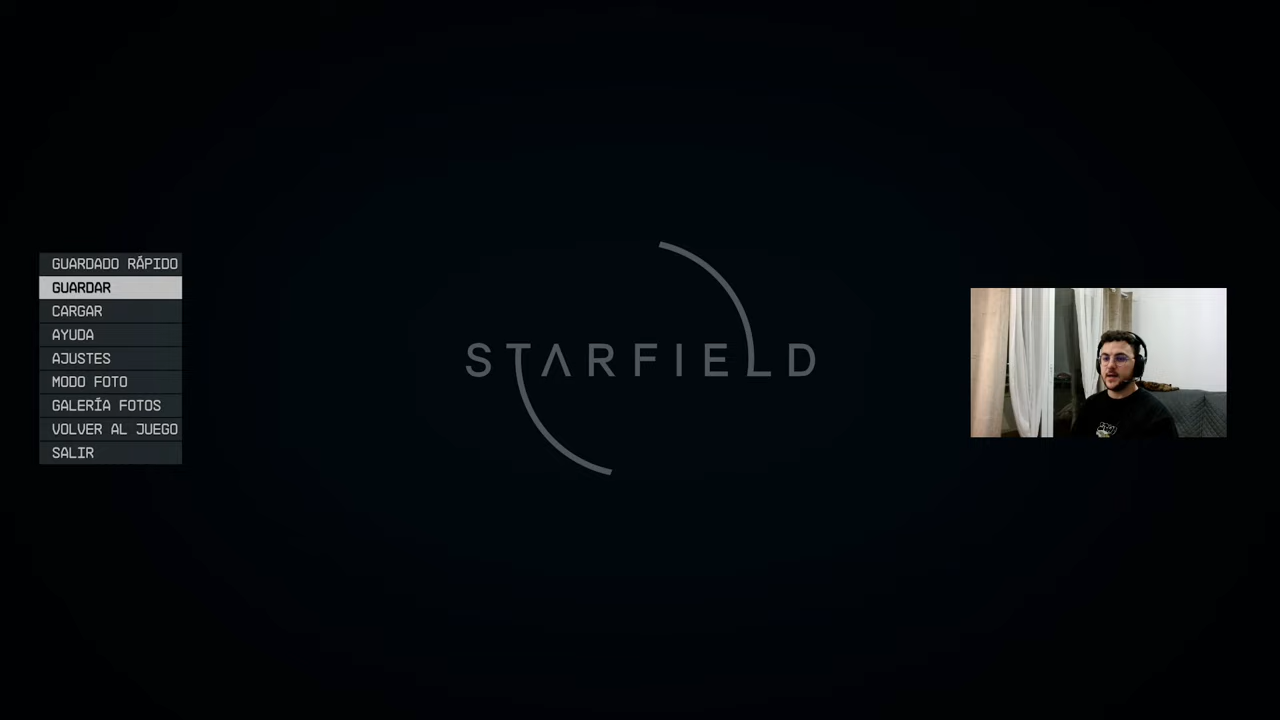 GUARDADO RÁPIDO
GUARDAR
CARGAR
AYUDA
AJUSTES
MODO FOTO
GALERÍA FOTOS
VOLVER AL JUEGO
SALIR
STARFIELD